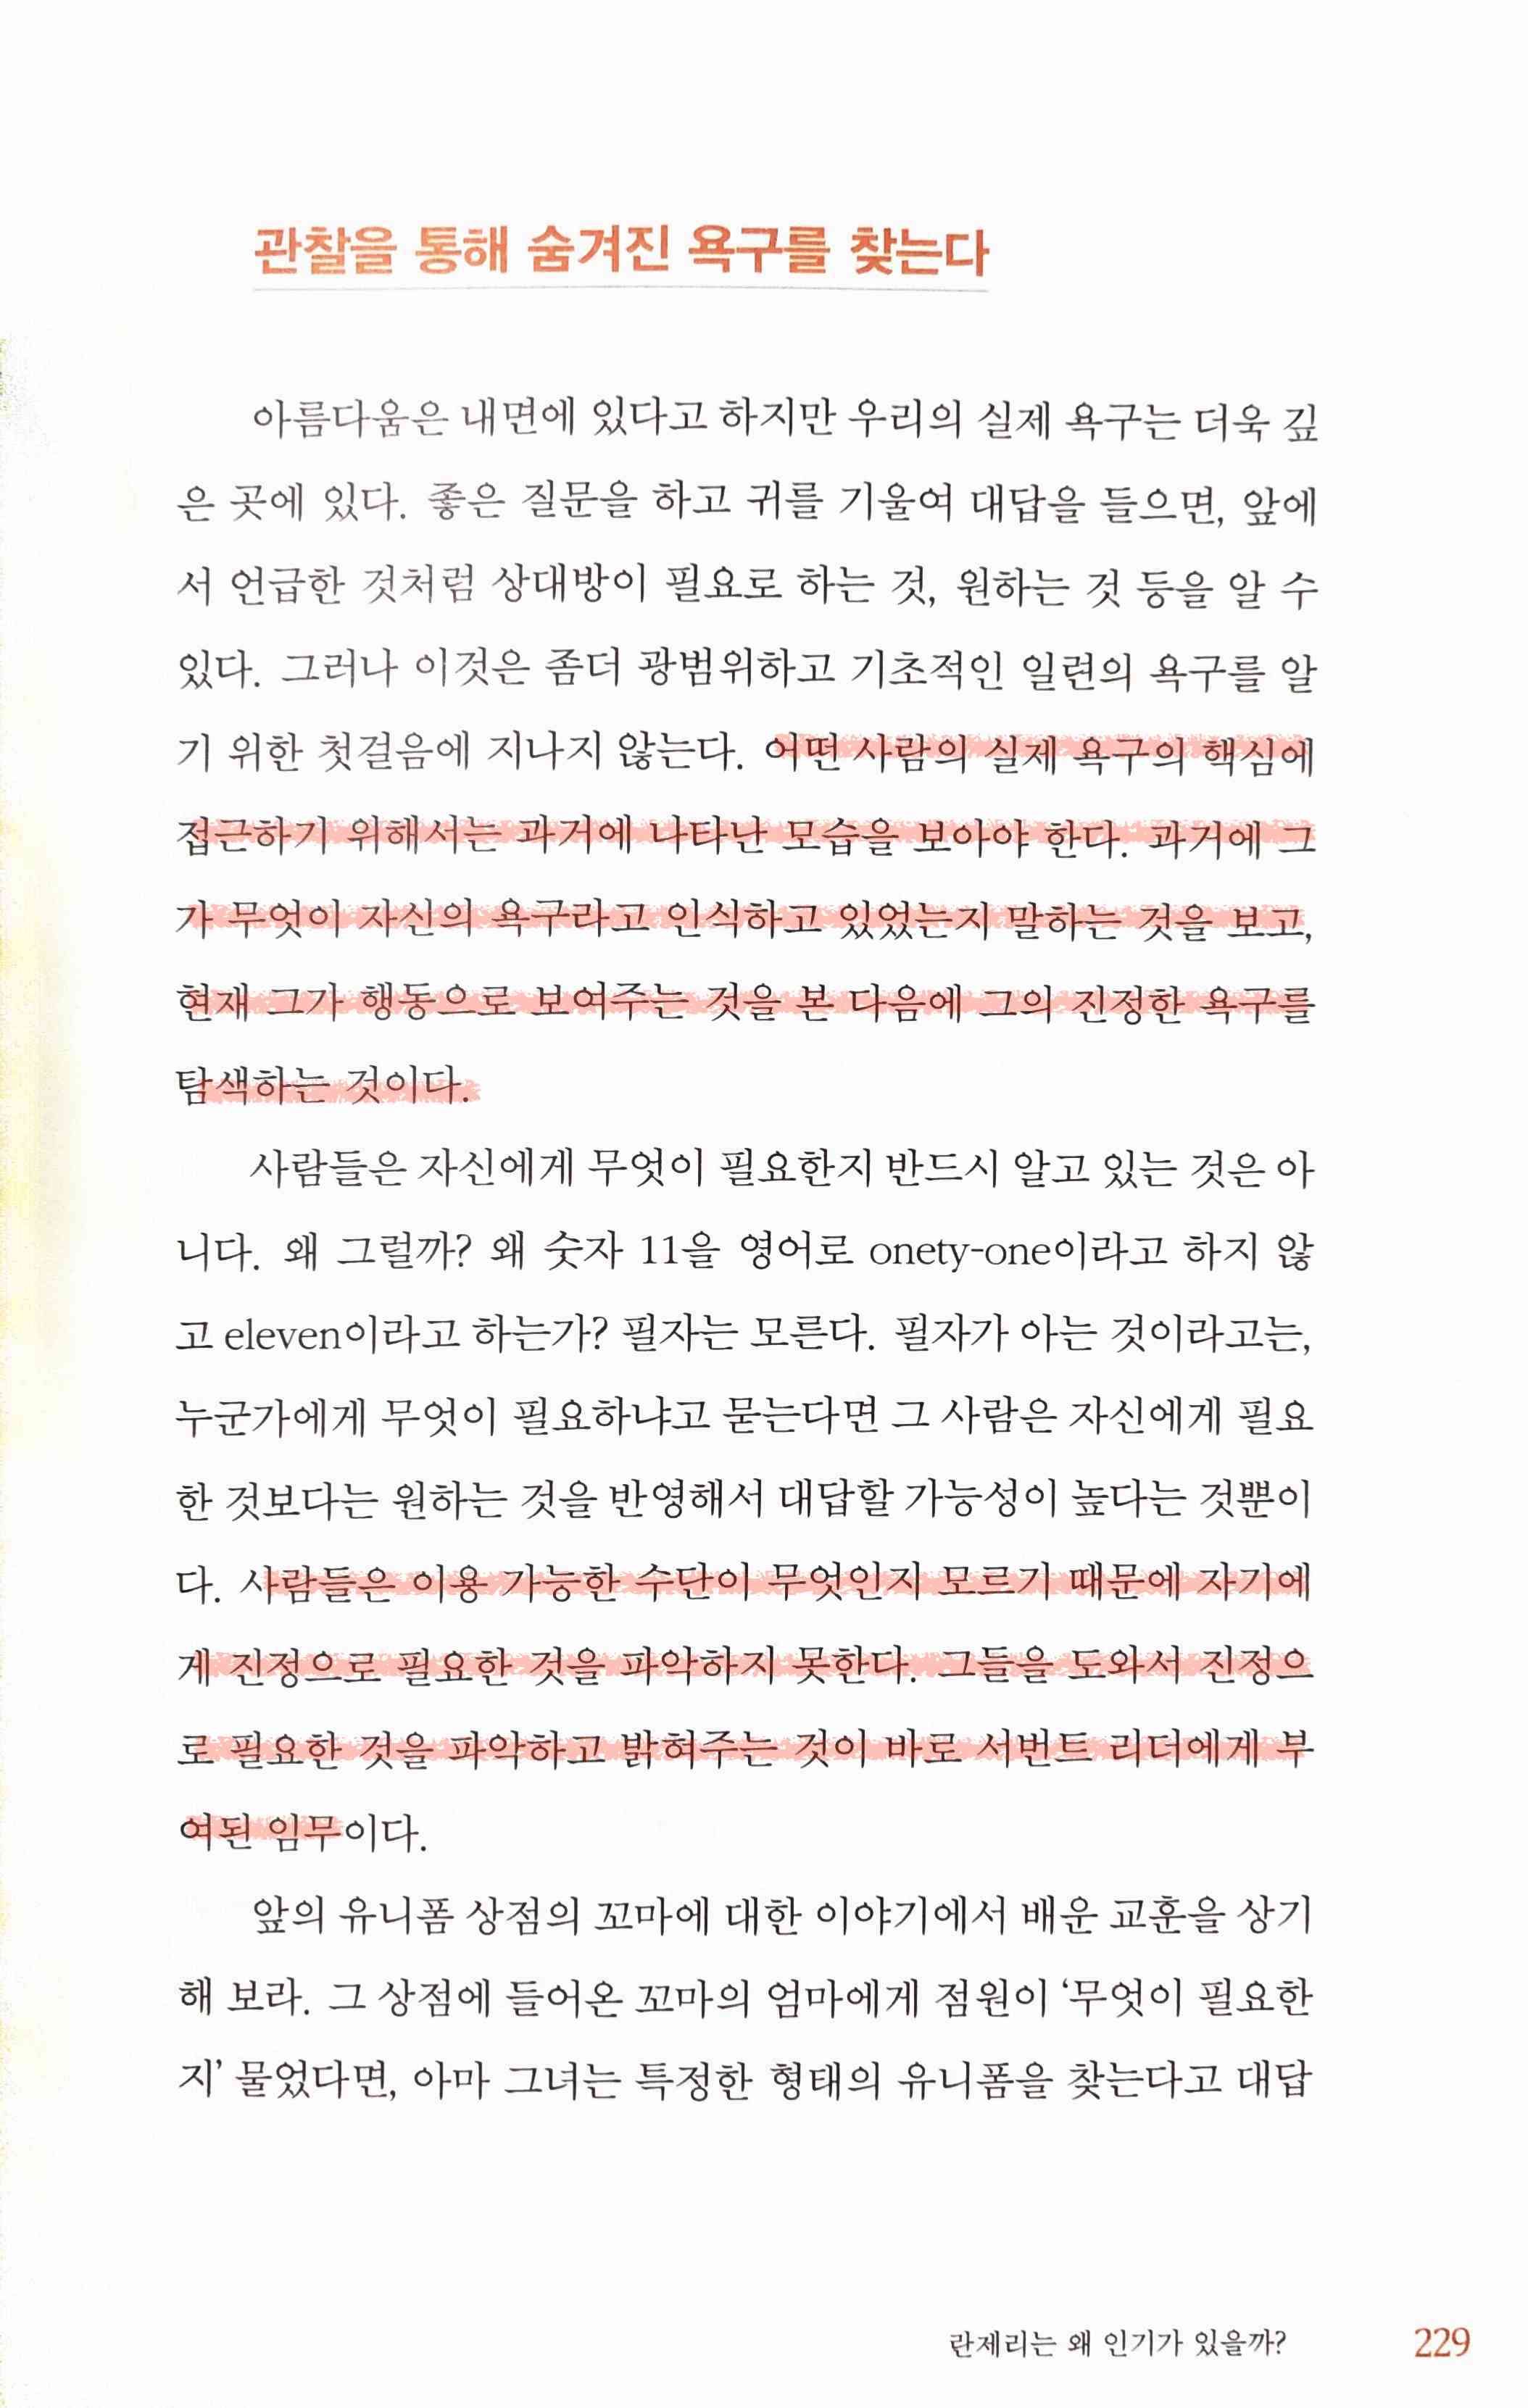 관찰을 통해 숨겨진 욕구를 찾는다
아름다움은 내면에 있다고 하지만 우리의 실제 욕구는 더욱 깊
은 곳에 있다. 좋은 질문을 하고 귀를 기울여 대답을 들으면, 앞에
서 언급한 것처럼 상대방이 필요로 하는 것, 원하는 것 등을 알 수
있다. 그러나 이것은 좀더 광범위하고 기초적인 일련의 욕구를 알
기 위한 첫걸음에 지나지 않는다. 어떤 사람의 실제 욕구의 핵심에
접근하기 위해서는 과거에 나타난 모습을 보아야 한다. 과거에 그
가 무엇이 자신의 욕구라고 인식하고 있었는지 말하는 것을 보고,
현재 그가 행동으로 보여주는 것을 본 다음에 그의 진정한 욕구를
탐색하는 것이다.
사람들은 자신에게 무엇이 필요한지 반드시 알고 있는 것은 아
니다. 왜 그럴까? 왜 숫자 11을 영어로 onety-one이라고 하지 않
고 eleven이라고 하는가? 필자는 모른다. 필자가 아는 것이라고는,
누군가에게 무엇이 필요하냐고 묻는다면 그 사람은 자신에게 필요
한 것보다는 원하는 것을 반영해서 대답할 가능성이 높다는 것뿐이
다. 사람들은 이용 가능한 수단이 무엇인지 모르기 때문에 자기에
게 진정으로 필요한 것을 파악하지 못한다. 그들을 도와서 진정으
로 필요한 것을 파악하고 밝혀주는 것이 바로 서번트 리더에게 부
여된 임무이다.
앞의 유니폼 상점의 꼬마에 대한 이야기에서 배운 교훈을 상기
해 보라. 그 상점에 들어온 꼬마의 엄마에게 점원이 ‘무엇이 필요한
지’ 물었다면, 아마 그녀는 특정한 형태의 유니폼을 찾는다고 대답
란제리는 왜 인기가 있을까? 229